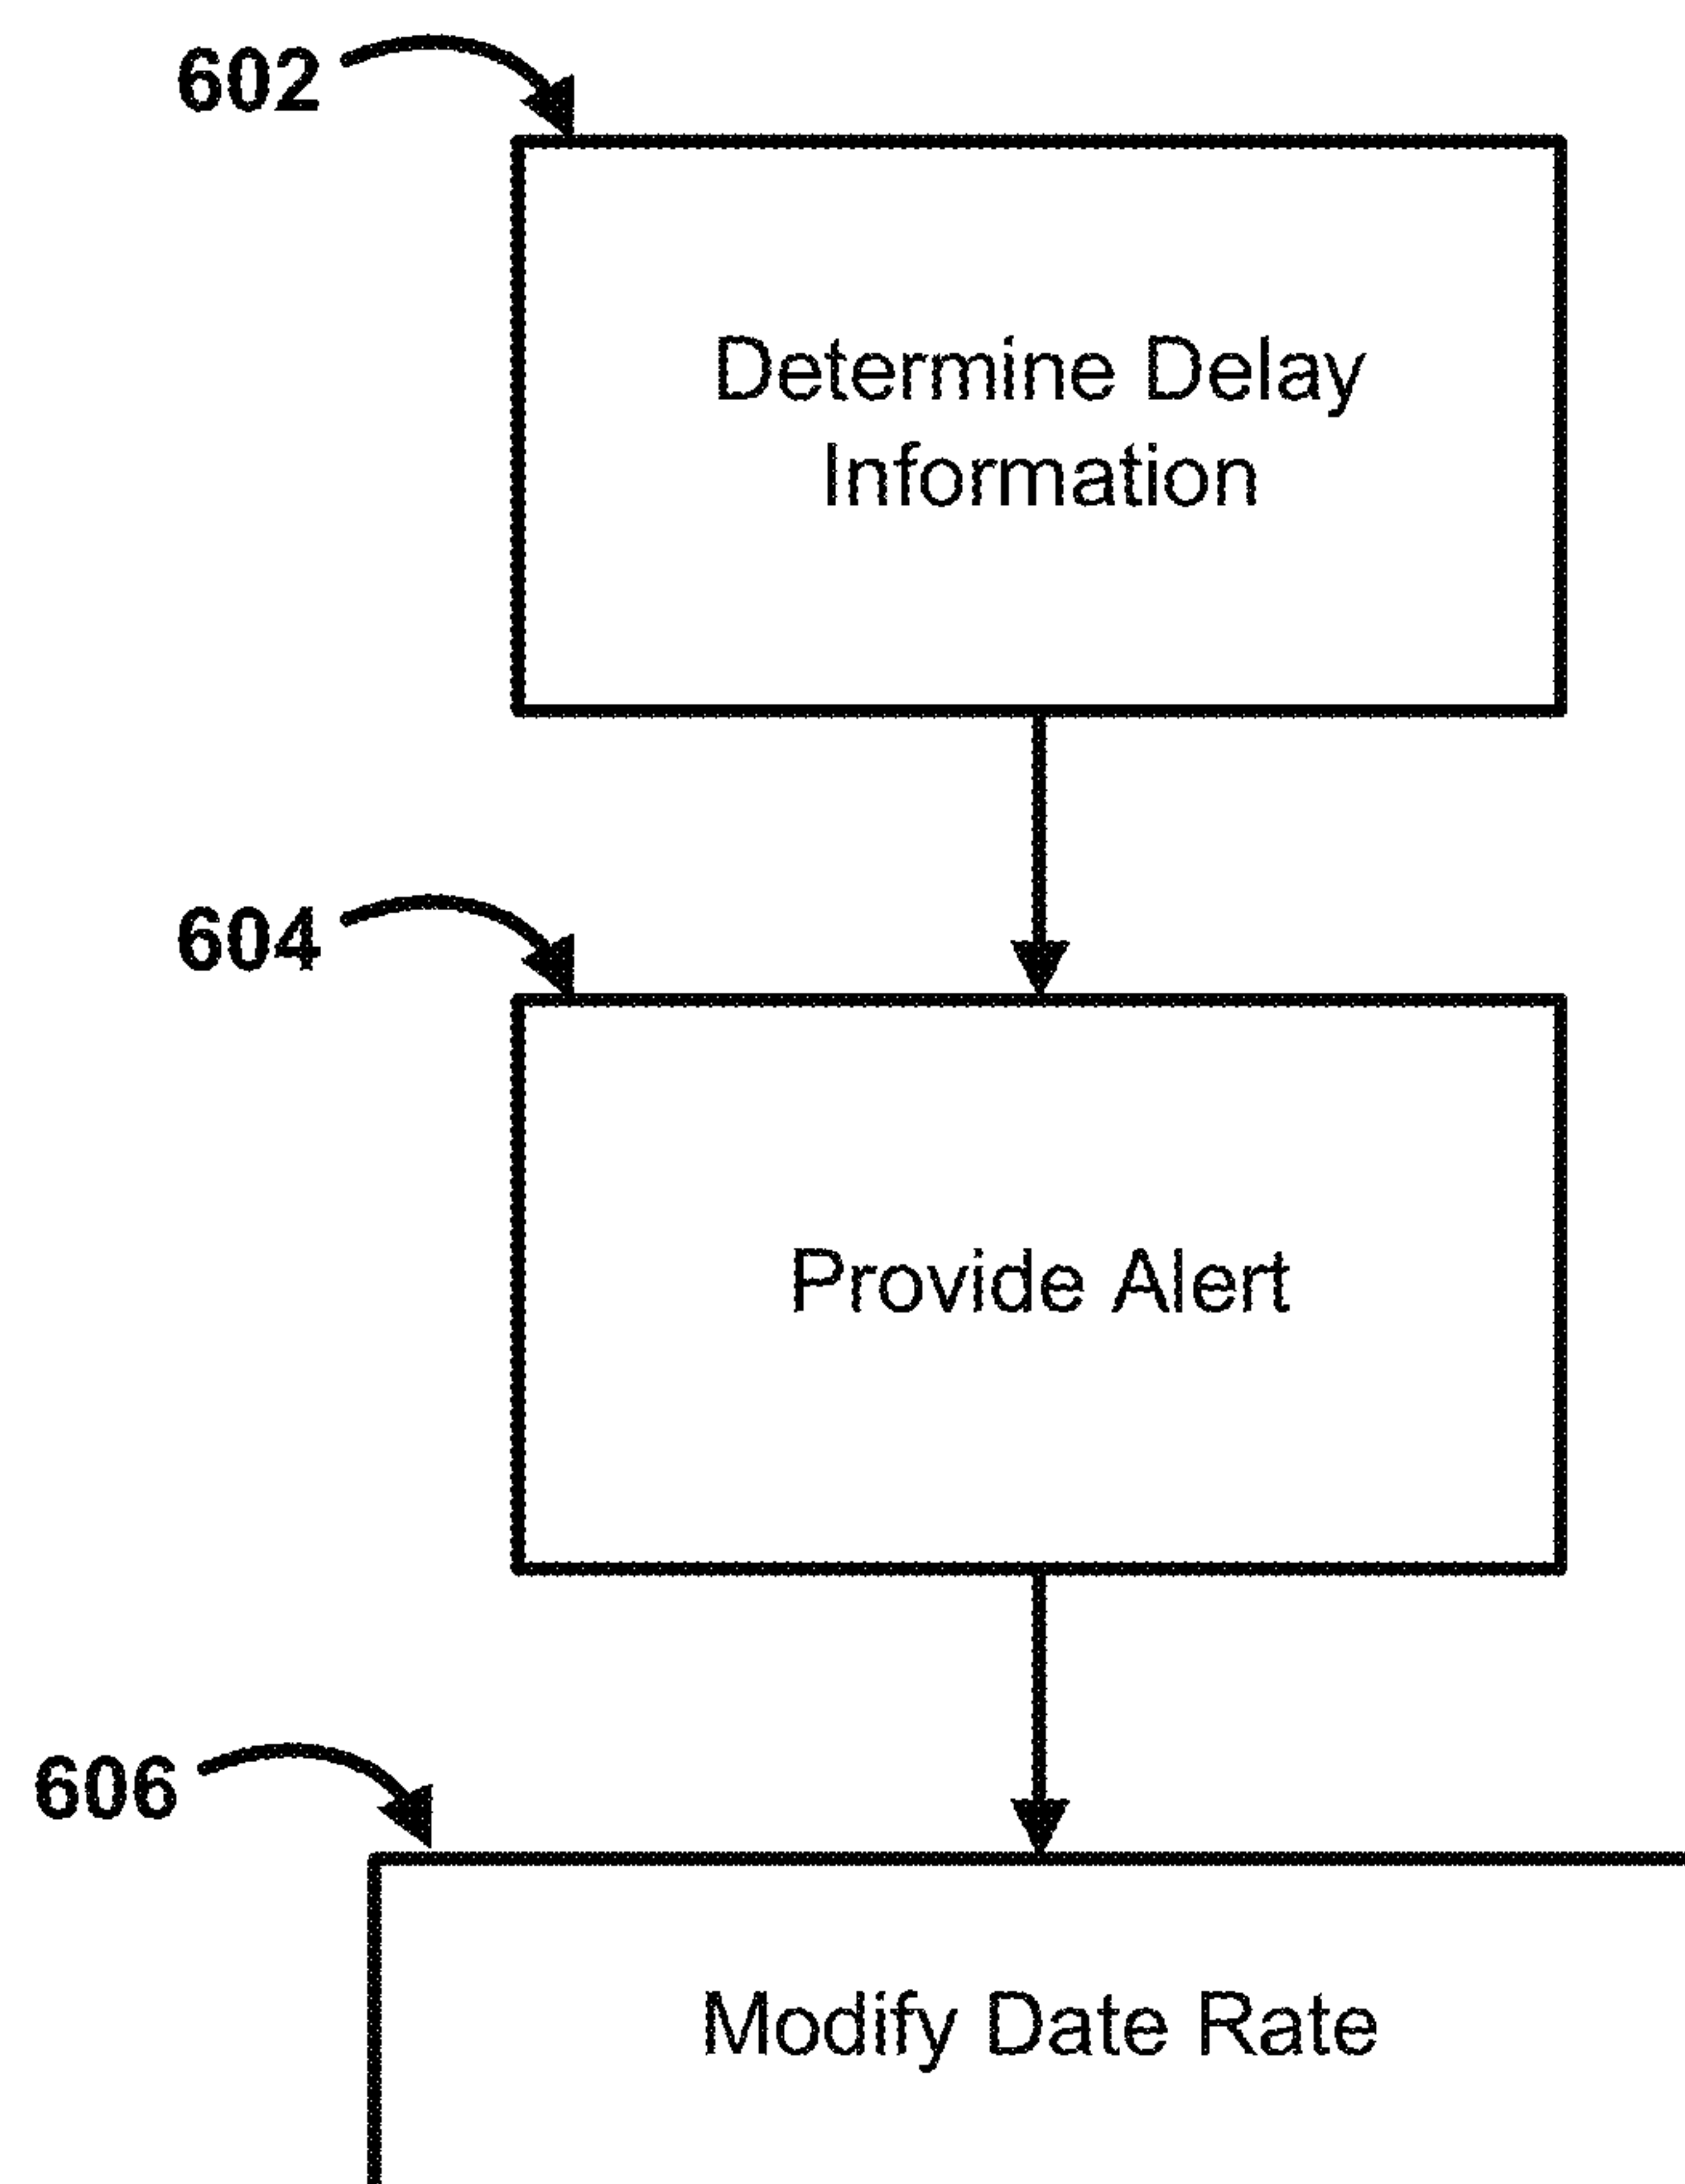 602
Determine Delay
Information
604
Provide Alert
606
Modify Date Rate